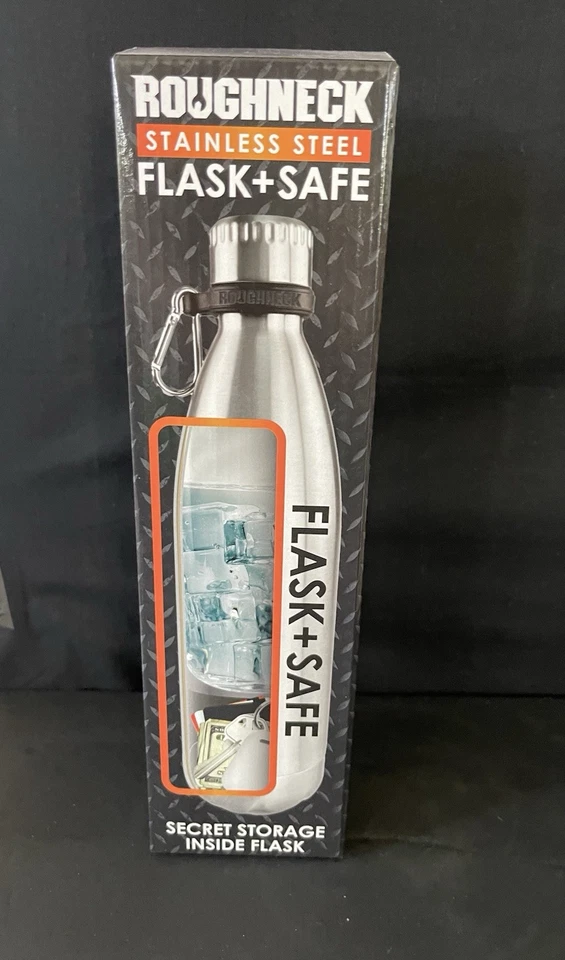 ROUGHNECK
STAINLESS STEEL
FLASK+SAFE
ROUGHNECK
FLASK+SAFE
SECRET STORAGE
INSIDE FLASK